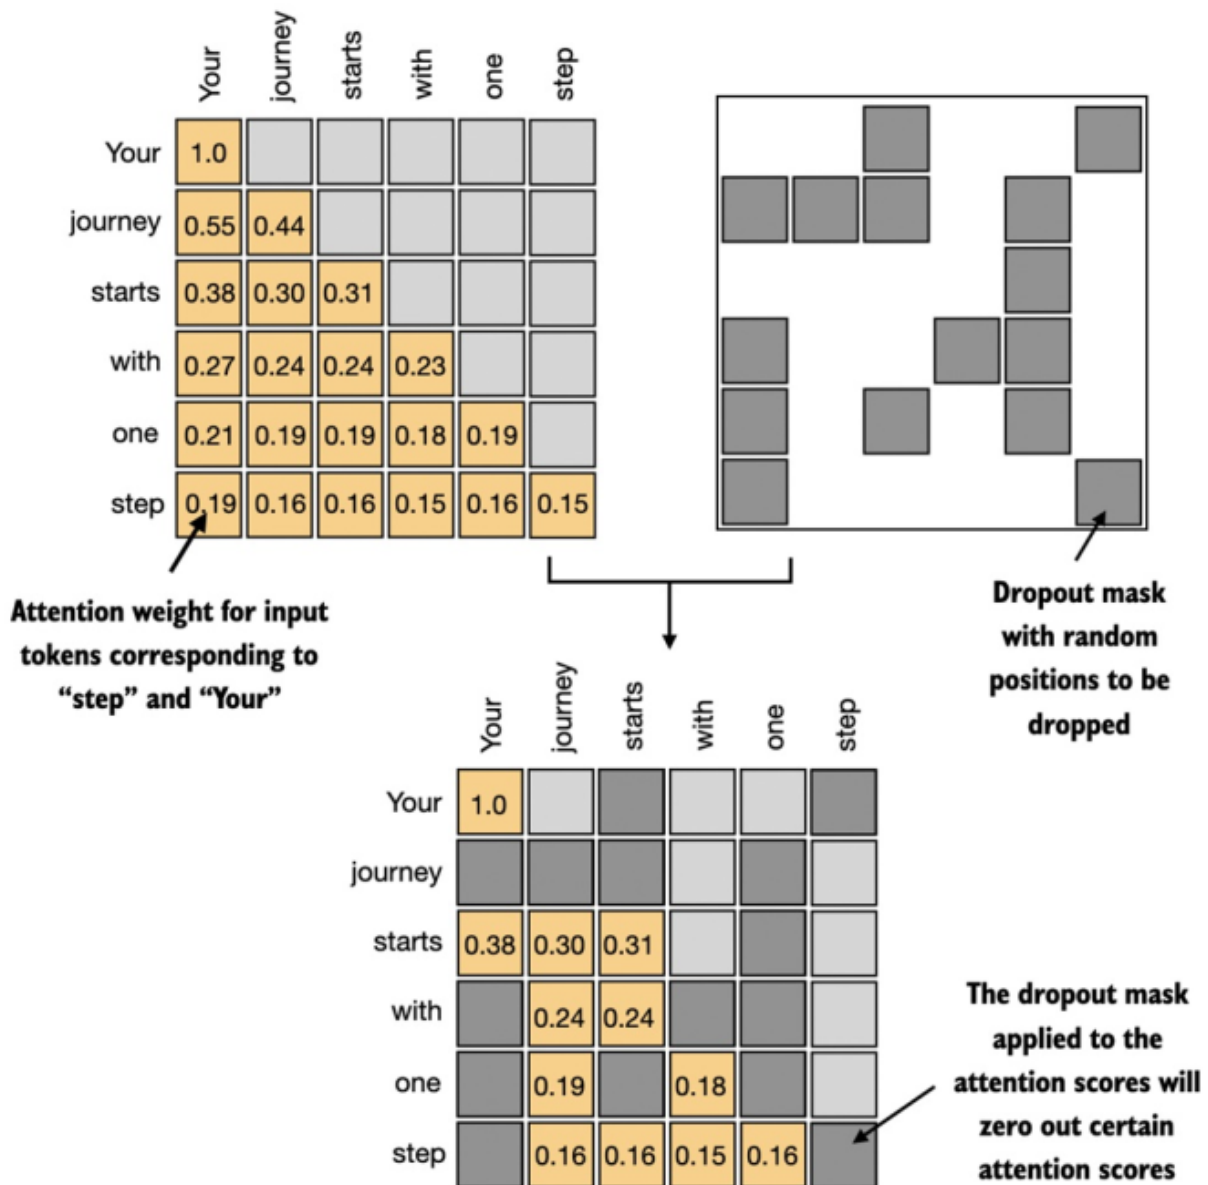 Your journey starts with one step
Your 1.0
journey 0.55 0.44
starts 0.38 0.30 0.31
with 0.27 0.24 0.24 0.23
one 0.21 0.19 0.19 0.18 0.19
step 0.19 0.16 0.16 0.15 0.16 0.15
Attention weight for input
tokens corresponding to
“step” and “Your”
Dropout mask
with random
positions to be
dropped
Your journey starts with one step
Your 1.0
journey
starts 0.38 0.30 0.31
with 0.24 0.24
one 0.19 0.18
step 0.16 0.16 0.15 0.16
The dropout mask
applied to the
attention scores will
zero out certain
attention scores